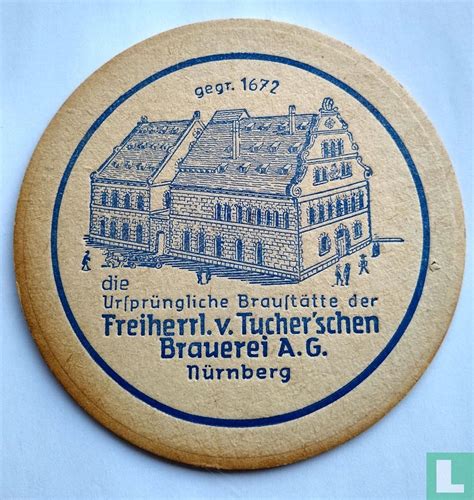 gegr. 1672
die
Urſprüngliche Brauſtätte der
Freiherrl. v. Tucher'schen
Brauerei A.G.
Nürnberg
L